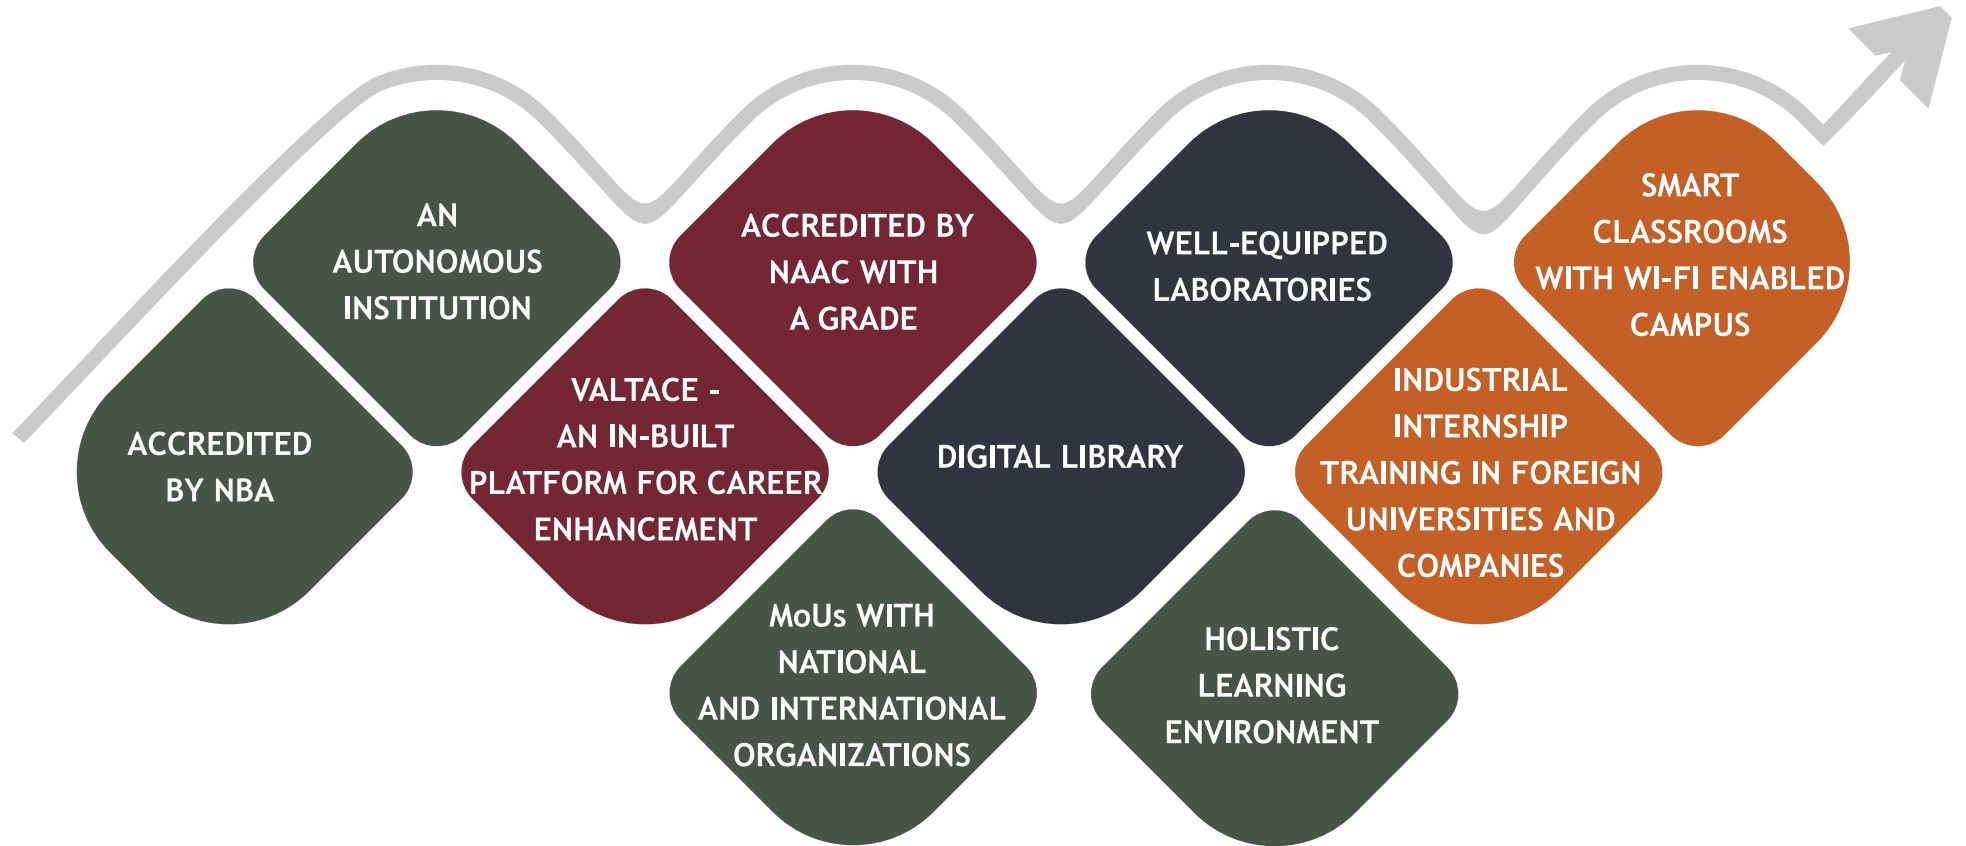 AN
AUTONOMOUS
INSTITUTION
ACCREDITED BY
NAAC WITH
A GRADE
WELL-EQUIPPED
LABORATORIES
SMART
CLASSROOMS
WITH WI-FI ENABLED
CAMPUS
ACCREDITED
BY NBA
VALTACE -
AN IN-BUILT
PLATFORM FOR CAREER
ENHANCEMENT
DIGITAL LIBRARY
INDUSTRIAL
INTERNSHIP
TRAINING IN FOREIGN
UNIVERSITIES AND
COMPANIES
MoUs WITH
NATIONAL
AND INTERNATIONAL
ORGANIZATIONS
HOLISTIC
LEARNING
ENVIRONMENT